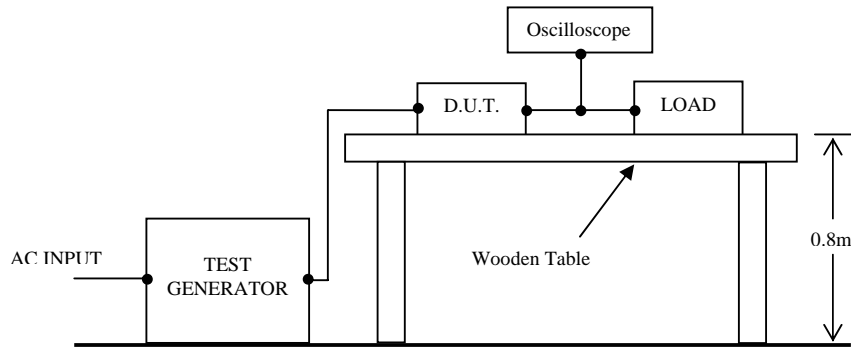 Oscilloscope
D.U.T.
LOAD
0.8m
AC INPUT
TEST
GENERATOR
Wooden Table